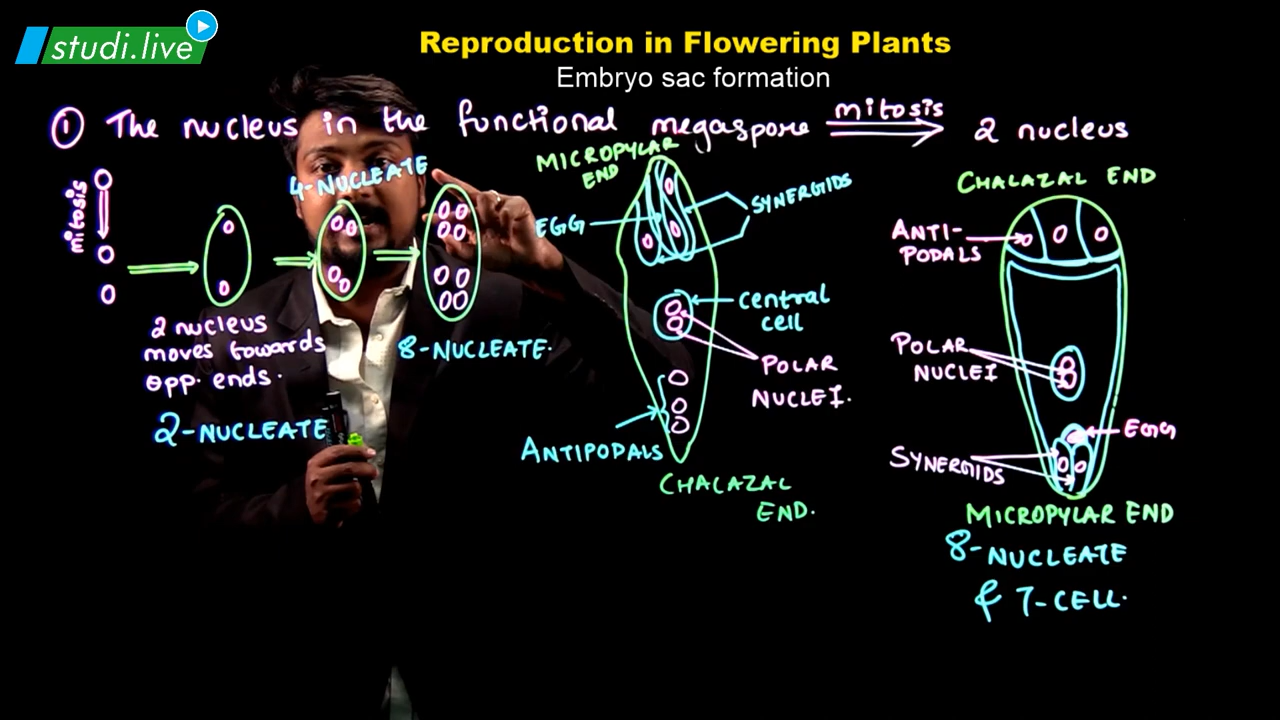 studi.live
Reproduction in Flowering Plants
Embryo sac formation
① The nucleus in the functional megaspore mitosis 2 nucleus
mitosis
2 nucleus
moves towards
opp. ends.
2-NUCLEATE
4-NUCLEATE
8-NUCLEATE.
MICROPYLAR
END
EGG
SYNERGIDS
Central
cell
POLAR
NUCLEI.
ANTIPODALS
CHALAZAL
END.
CHALAZAL END
ANTI-
PODALS
POLAR
NUCLEI
EGG
SYNERGIDS
MICROPYLAR END
8-NUCLEATE
& 7-CELL.